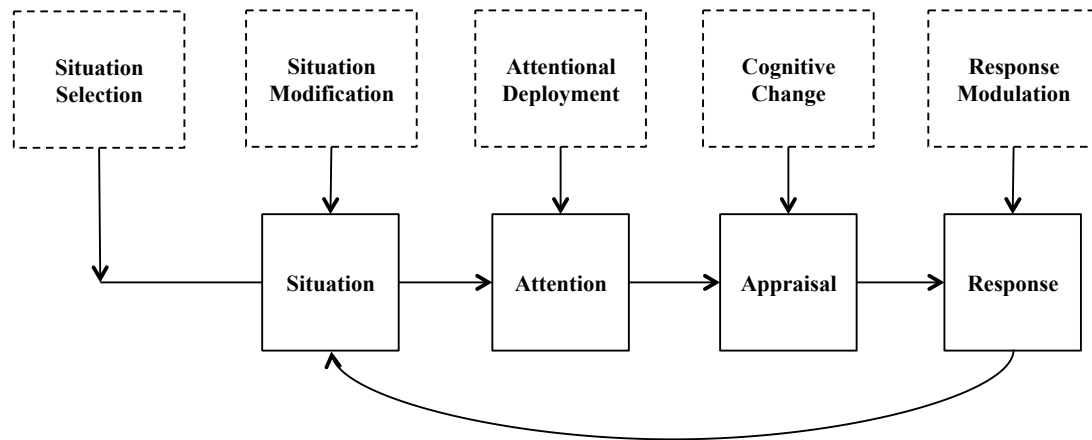 Situation
Selection
Situation
Modification
Attentional
Deployment
Cognitive
Change
Response
Modulation
Situation
Attention
Appraisal
Response